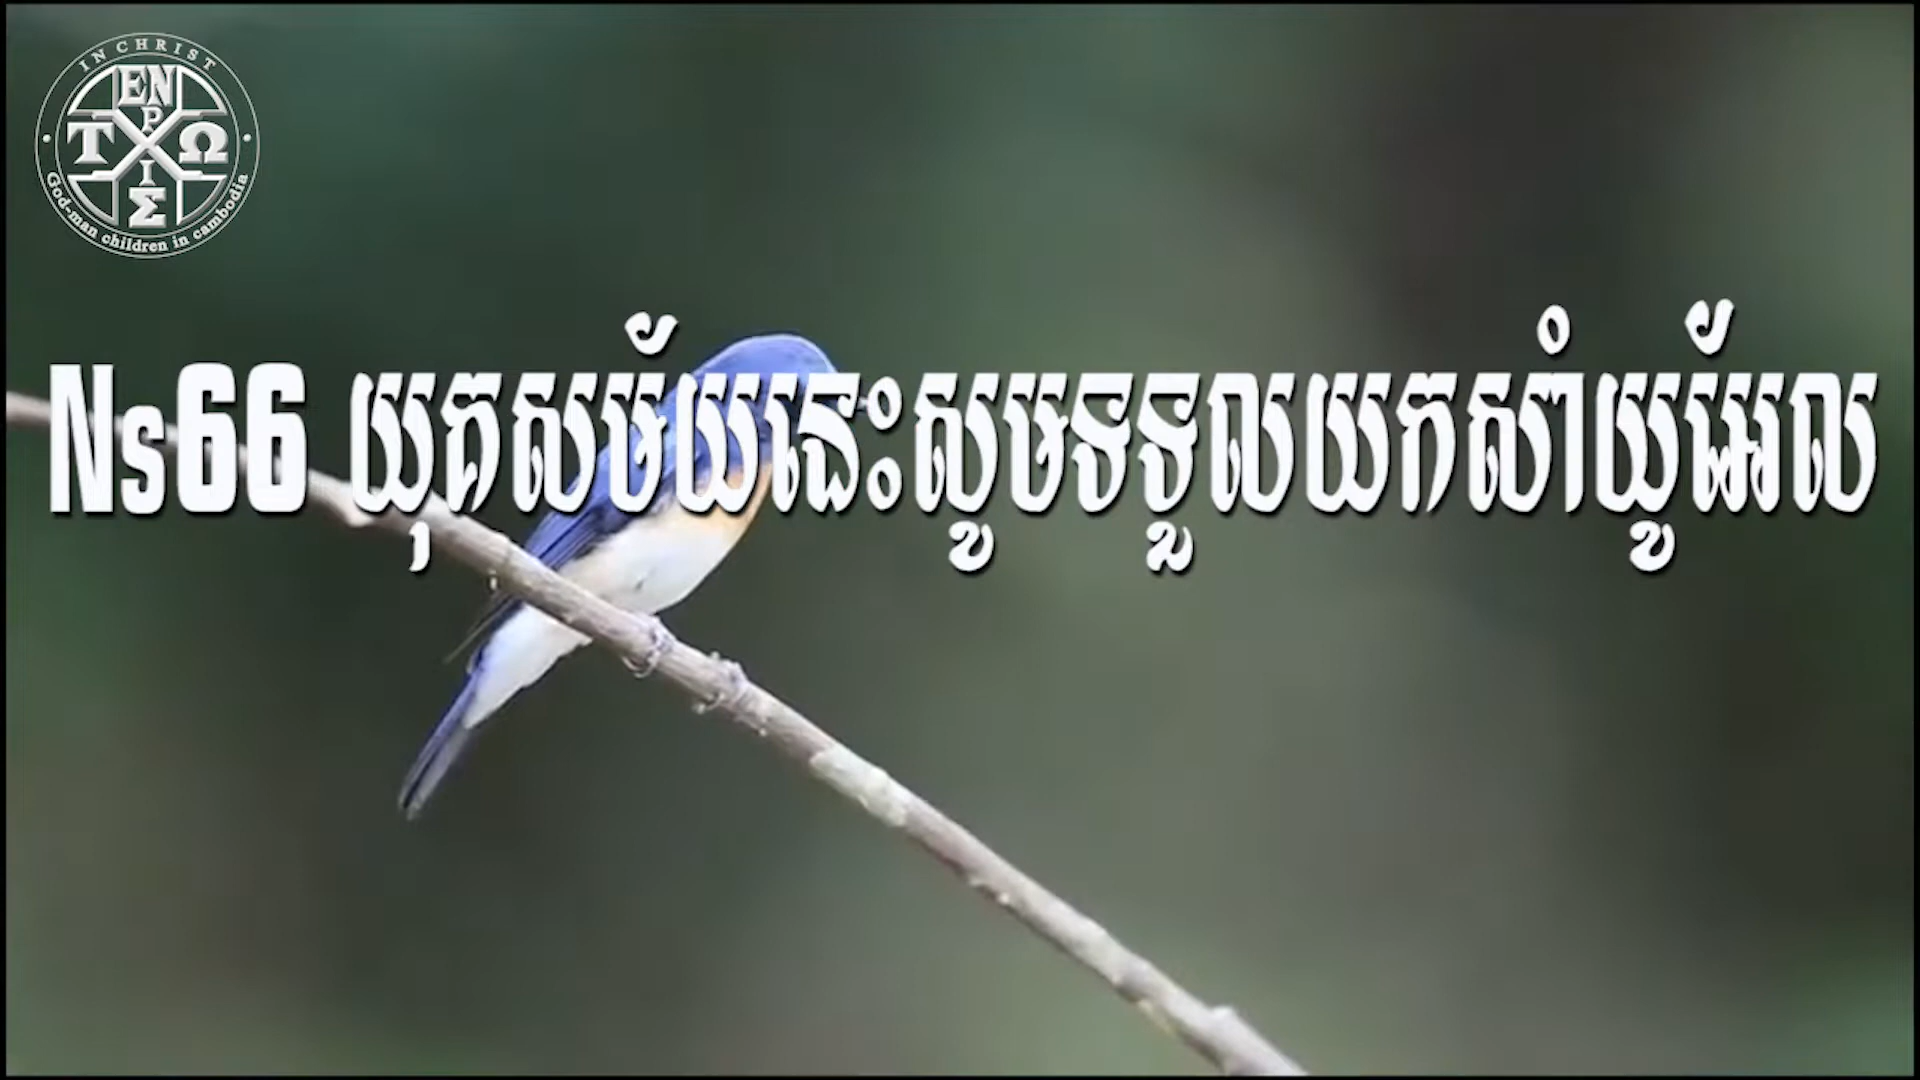 IN CHRIST
EN
P
T X Ω
I
Σ
God-man children in cambodia
Ns66 យុគសម័យនេះសូមទទួលយកសាំយូអែ៉ល